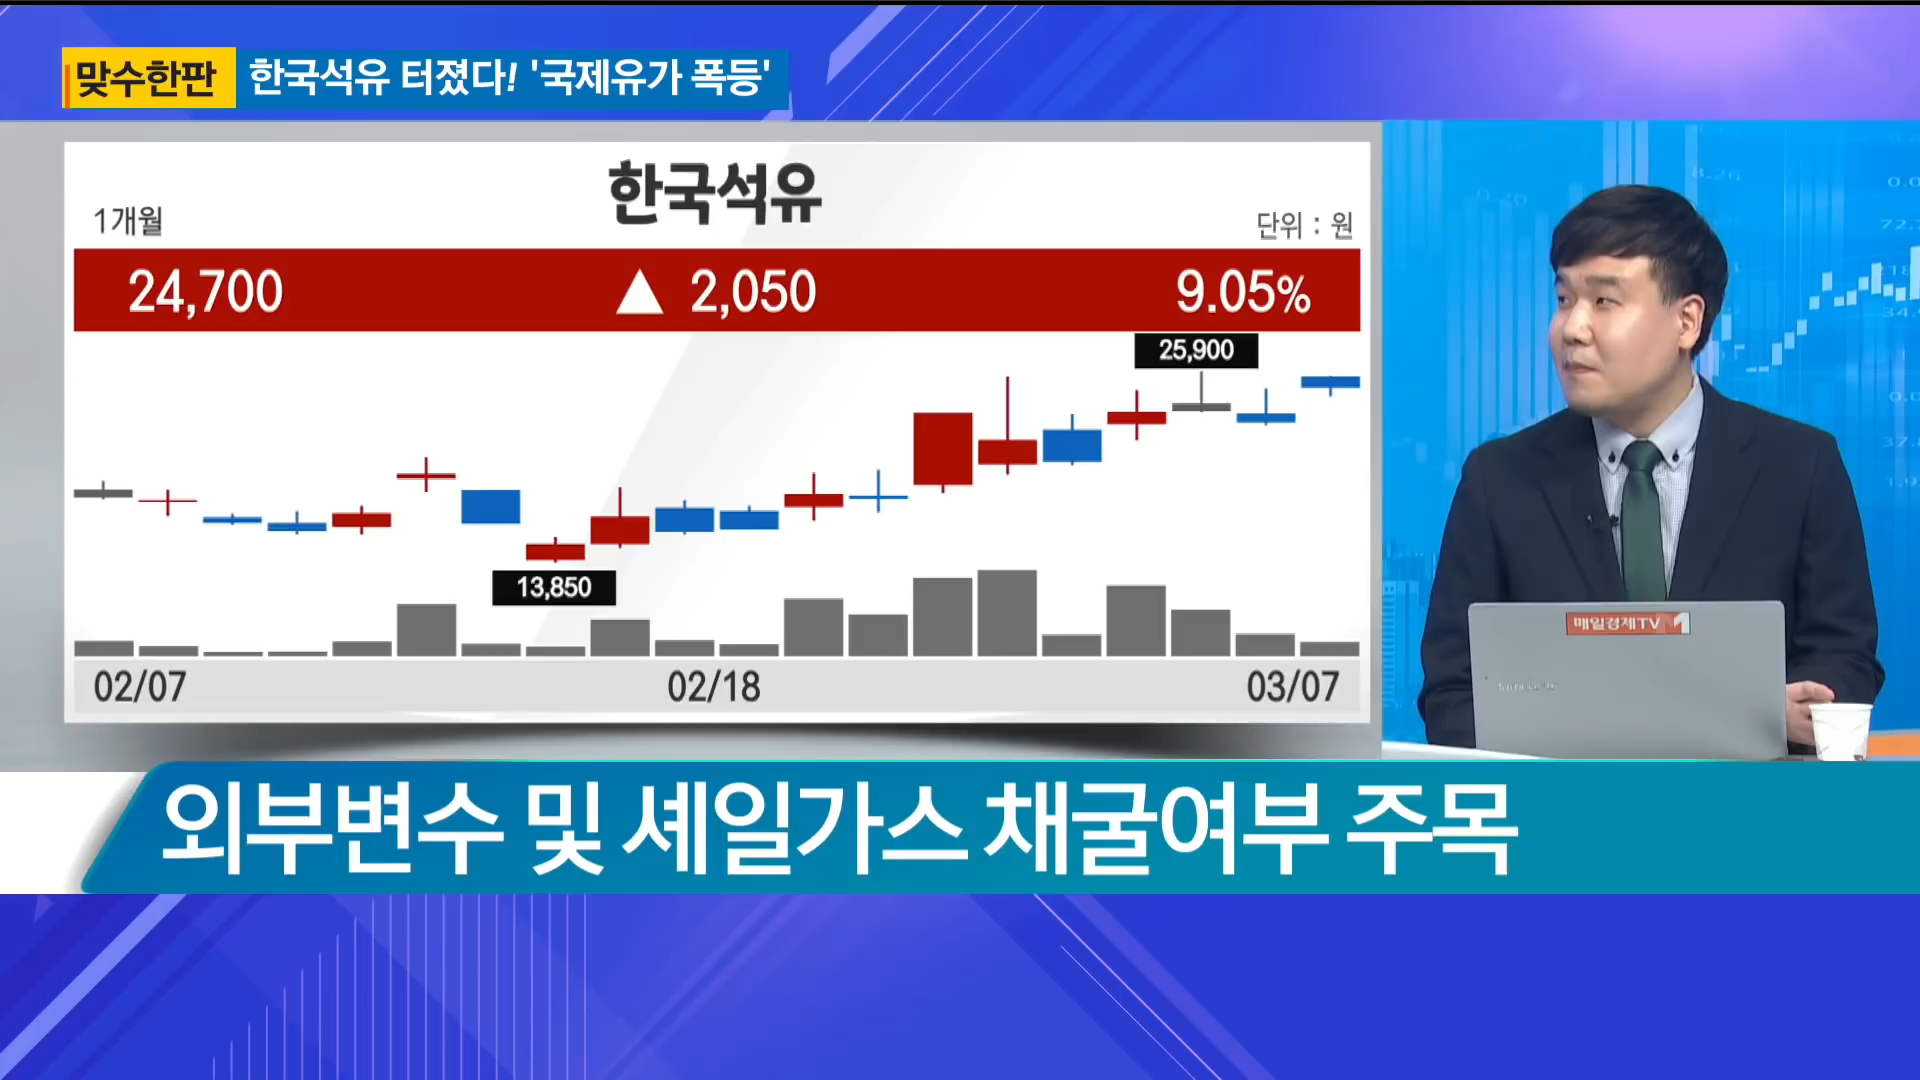 맞수한판 한국석유 터졌다! '국제유가 폭등'
한국석유
1개월
단위 : 원
24,700 ▲ 2,050 9.05%
25,900
13,850
02/07 02/18 03/07
8.26
매일경제TV 1
외부변수 및 셰일가스 채굴여부 주목